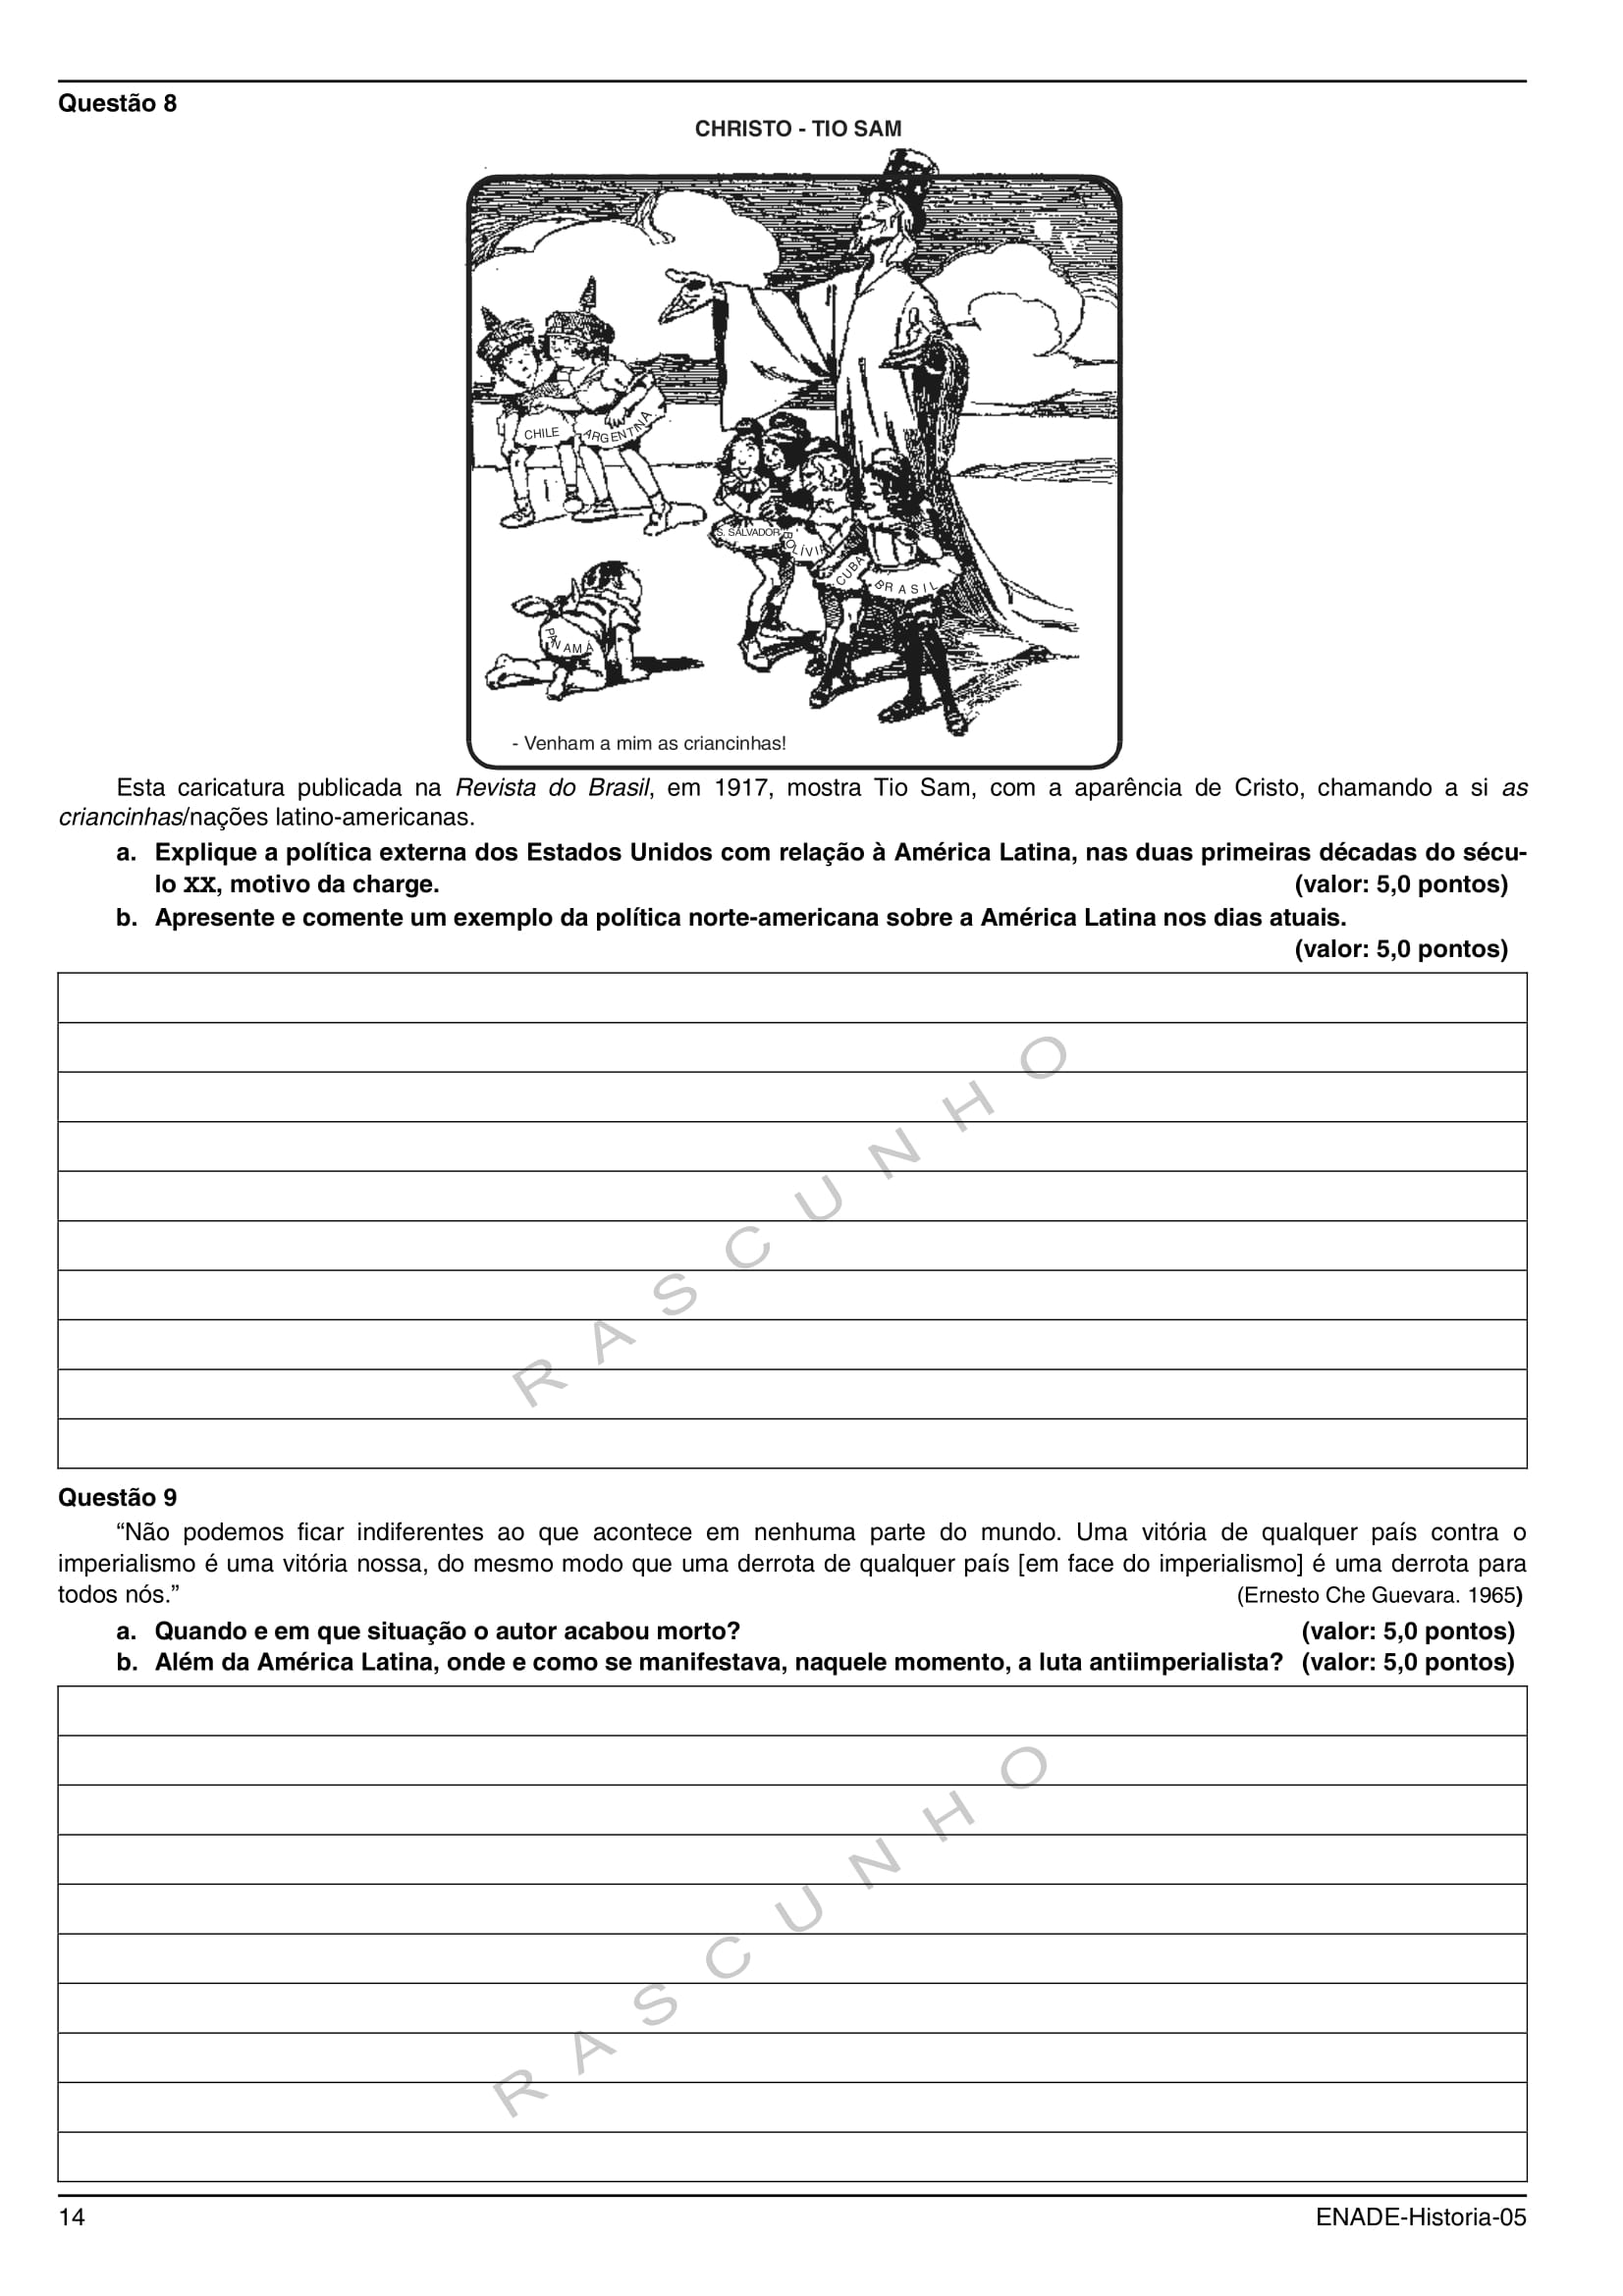 Questão 8
CHRISTO - TIO SAM
CHILE
ARGENTINA
S. SALVADOR
BOLÍVIA
CUBA
BRASIL
PANAMÁ
- Venham a mim as criancinhas!
Esta caricatura publicada na Revista do Brasil, em 1917, mostra Tio Sam, com a aparência de Cristo, chamando a si as
criancinhas/nações latino-americanas.
a. Explique a política externa dos Estados Unidos com relação à América Latina, nas duas primeiras décadas do sécu-
lo XX, motivo da charge. (valor: 5,0 pontos)
b. Apresente e comente um exemplo da política norte-americana sobre a América Latina nos dias atuais.
(valor: 5,0 pontos)
RASCUNHO
Questão 9
“Não podemos ficar indiferentes ao que acontece em nenhuma parte do mundo. Uma vitória de qualquer país contra o
imperialismo é uma vitória nossa, do mesmo modo que uma derrota de qualquer país [em face do imperialismo] é uma derrota para
todos nós.” (Ernesto Che Guevara. 1965)
a. Quando e em que situação o autor acabou morto? (valor: 5,0 pontos)
b. Além da América Latina, onde e como se manifestava, naquele momento, a luta antiimperialista? (valor: 5,0 pontos)
RASCUNHO
14 ENADE-Historia-05